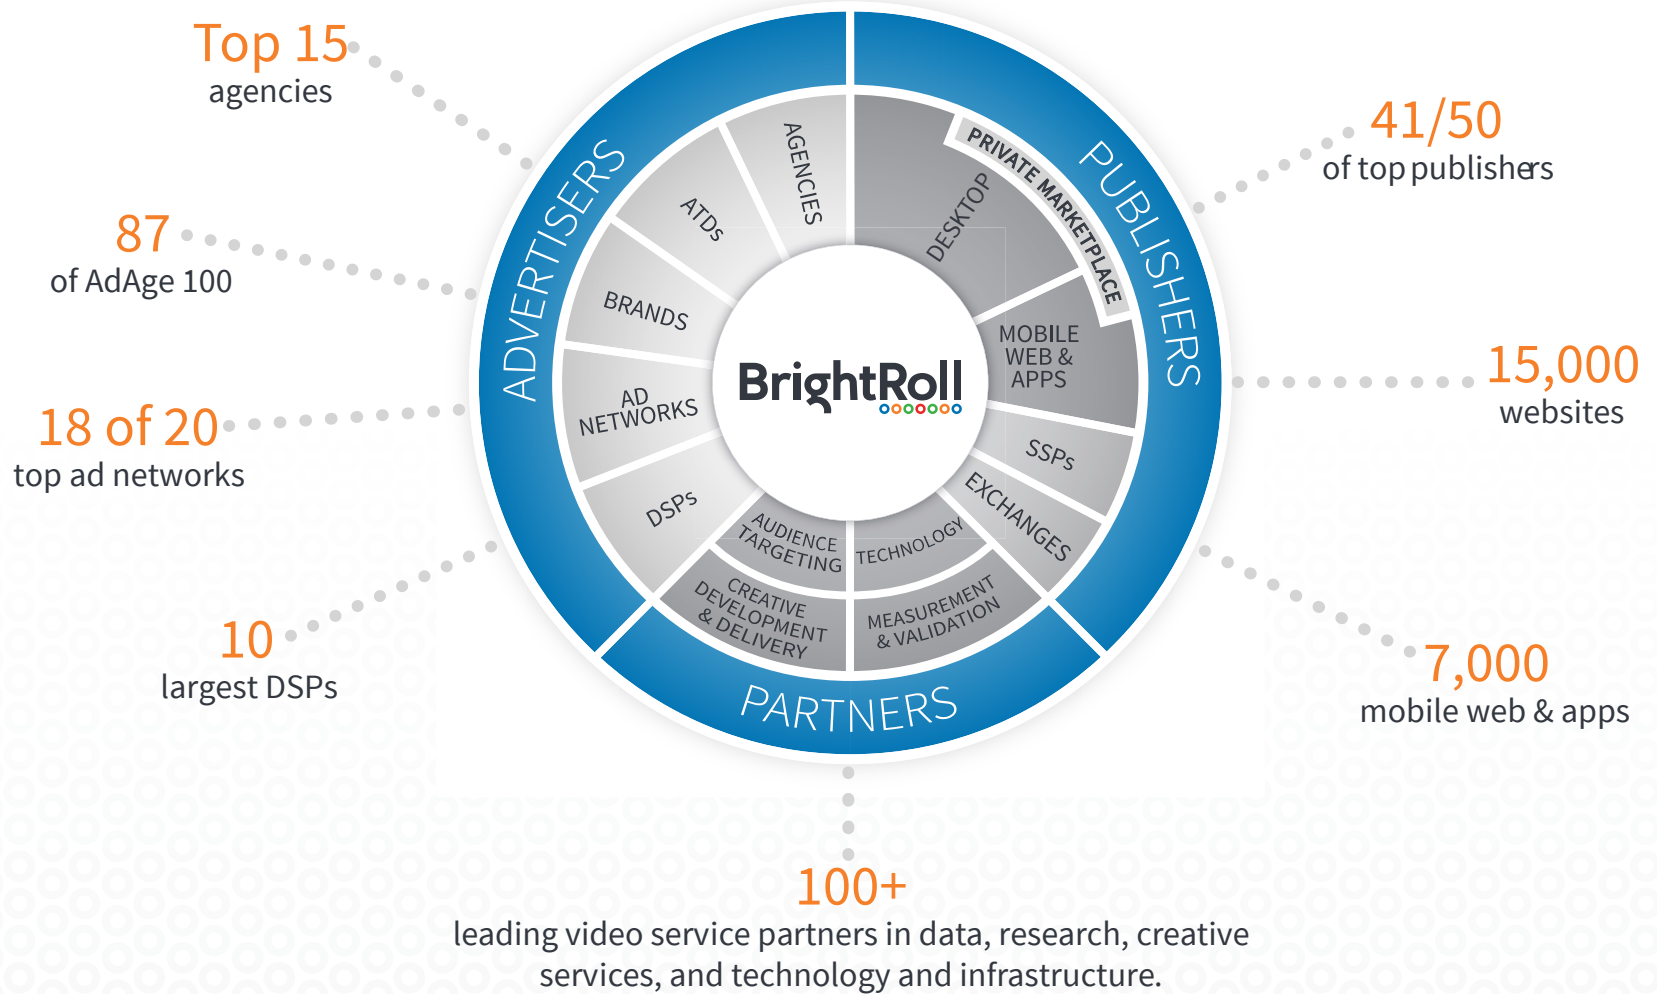 Top 15
agencies
87
of AdAge 100
18 of 20
top ad networks
10
largest DSPs
ADVERTISERS
AGENCIES
ATDs
BRANDS
AD
NETWORKS
DSPs
BrightRoll
PUBLISHERS
PRIVATE MARKETPLACE
DESKTOP
MOBILE
WEB &
APPS
SSPs
EXCHANGES
AUDIENCE
TARGETING
TECHNOLOGY
CREATIVE
DEVELOPMENT
& DELIVERY
MEASUREMENT
& VALIDATION
PARTNERS
41/50
of top publishers
15,000
websites
7,000
mobile web & apps
100+
leading video service partners in data, research, creative
services, and technology and infrastructure.